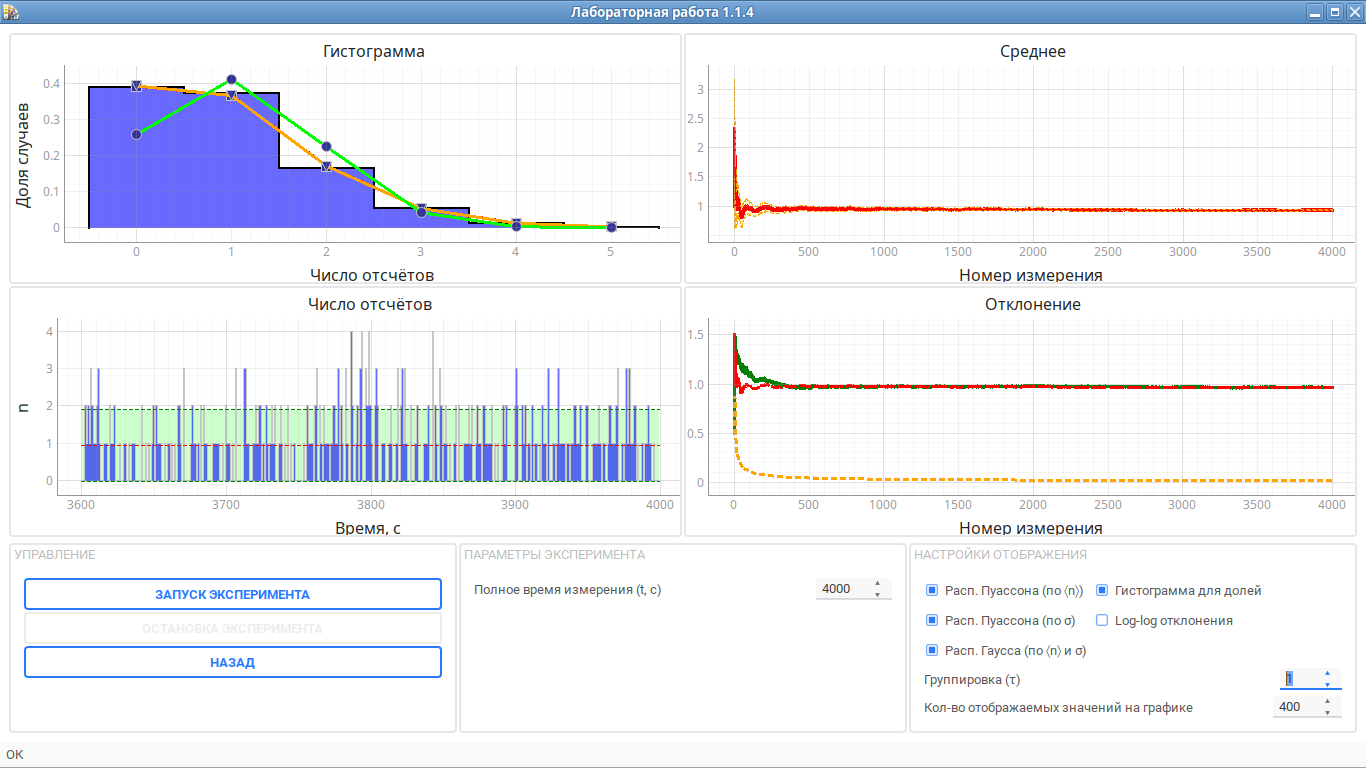 Лабораторная работа 1.1.4
Гистограмма
Доля случаев
0.4
0.3
0.2
0.1
0
0 1 2 3 4 5
Число отсчётов
Среднее
3
2.5
2
1.5
1
0 500 1000 1500 2000 2500 3000 3500 4000
Номер измерения
Число отсчётов
n
4
3
2
1
0
3600 3700 3800 3900 4000
Время, с
Отклонение
1.5
1.0
0.5
0
0 500 1000 1500 2000 2500 3000 3500 4000
Номер измерения
УПРАВЛЕНИЕ
ЗАПУСК ЭКСПЕРИМЕНТА
ОСТАНОВКА ЭКСПЕРИМЕНТА
НАЗАД
ПАРАМЕТРЫ ЭКСПЕРИМЕНТА
Полное время измерения (t, с) 4000
НАСТРОЙКИ ОТОБРАЖЕНИЯ
Расп. Пуассона (по ⟨n⟩) Гистограмма для долей
Расп. Пуассона (по σ) Log-log отклонения
Расп. Гаусса (по ⟨n⟩ и σ)
Группировка (τ) 1
Кол-во отображаемых значений на графике 400
ОК